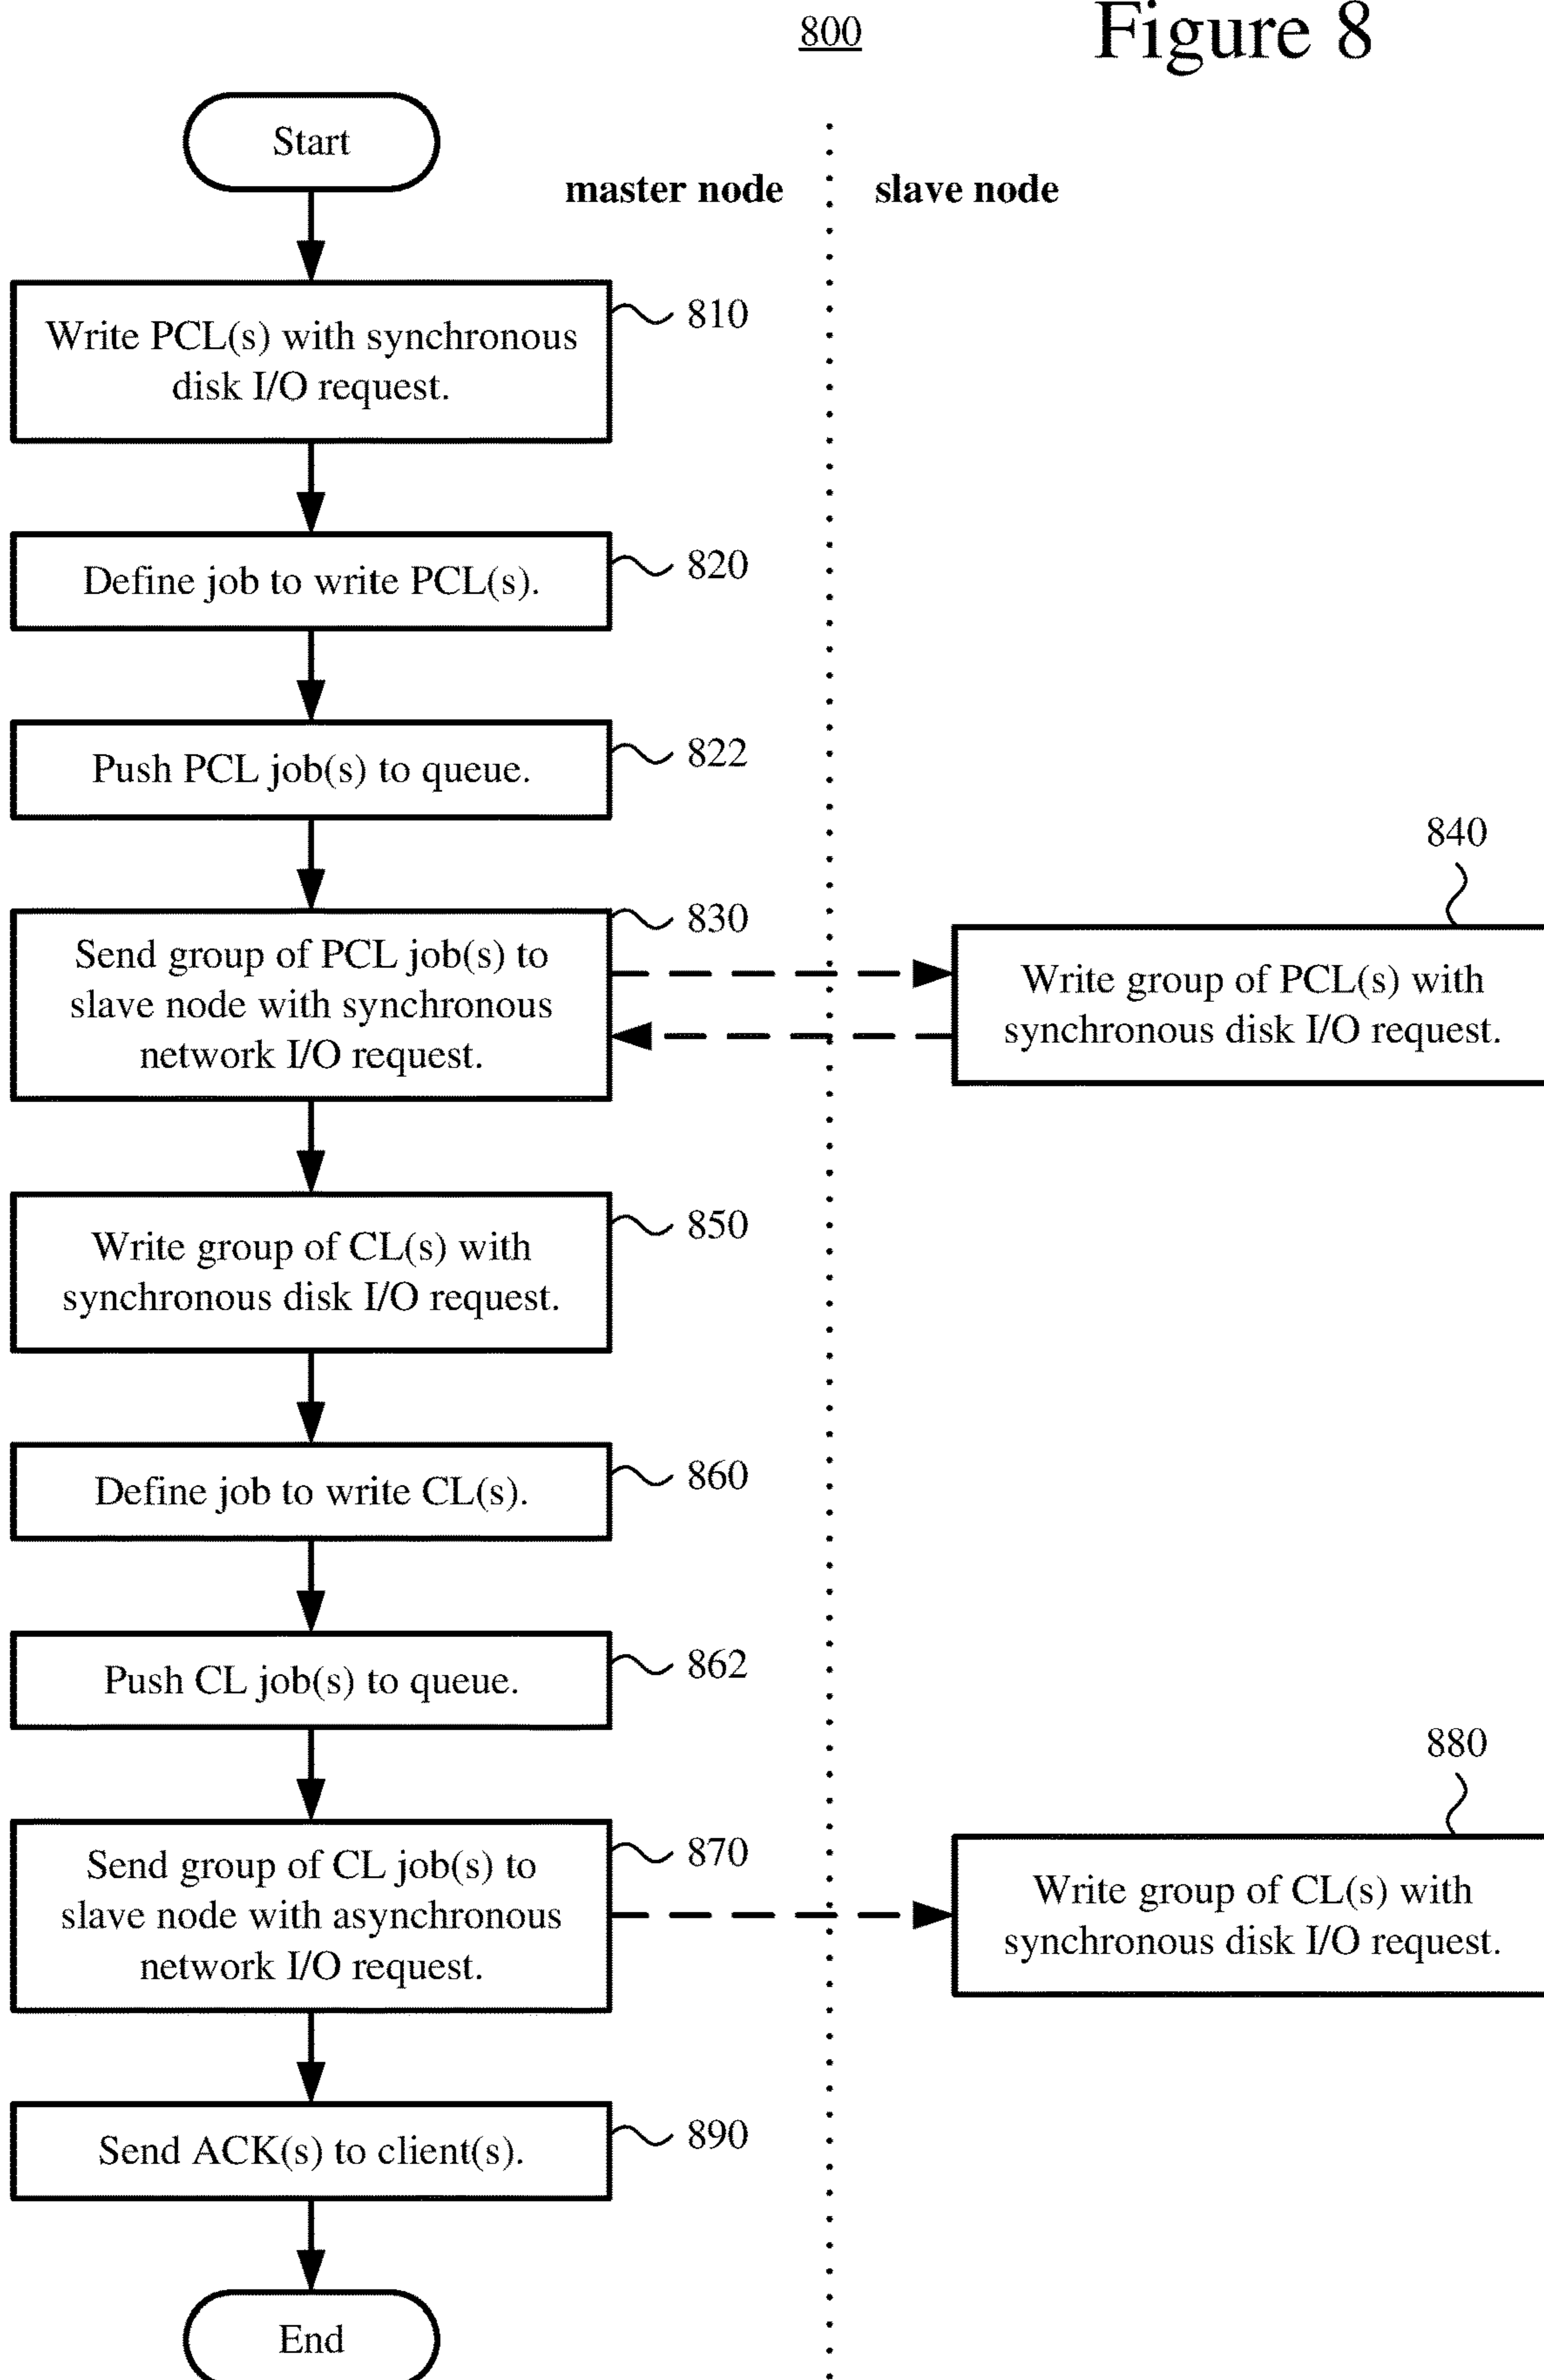 800
Figure 8
Start
master node
slave node
810
Write PCL(s) with synchronous
disk I/O request.
820
Define job to write PCL(s).
822
Push PCL job(s) to queue.
830
Send group of PCL job(s) to
slave node with synchronous
network I/O request.
840
Write group of PCL(s) with
synchronous disk I/O request.
850
Write group of CL(s) with
synchronous disk I/O request.
860
Define job to write CL(s).
862
Push CL job(s) to queue.
870
Send group of CL job(s) to
slave node with asynchronous
network I/O request.
880
Write group of CL(s) with
synchronous disk I/O request.
890
Send ACK(s) to client(s).
End